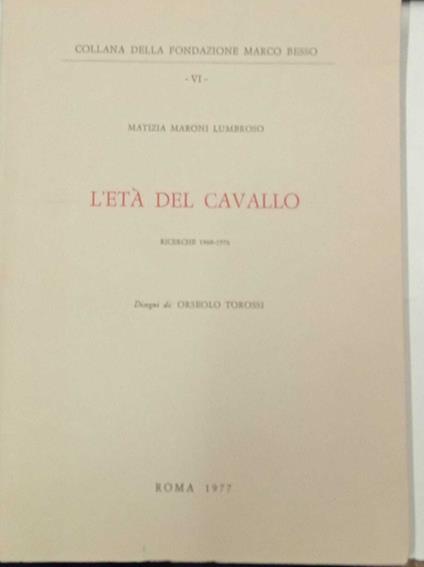 COLLANA DELLA FONDAZIONE MARCO BESSO
- VI -
MATIZIA MARONI LUMBROSO
L'ETÀ DEL CAVALLO
RICERCHE 1968-1976
Disegni di ORSEOLO TOROSSI
ROMA 1977